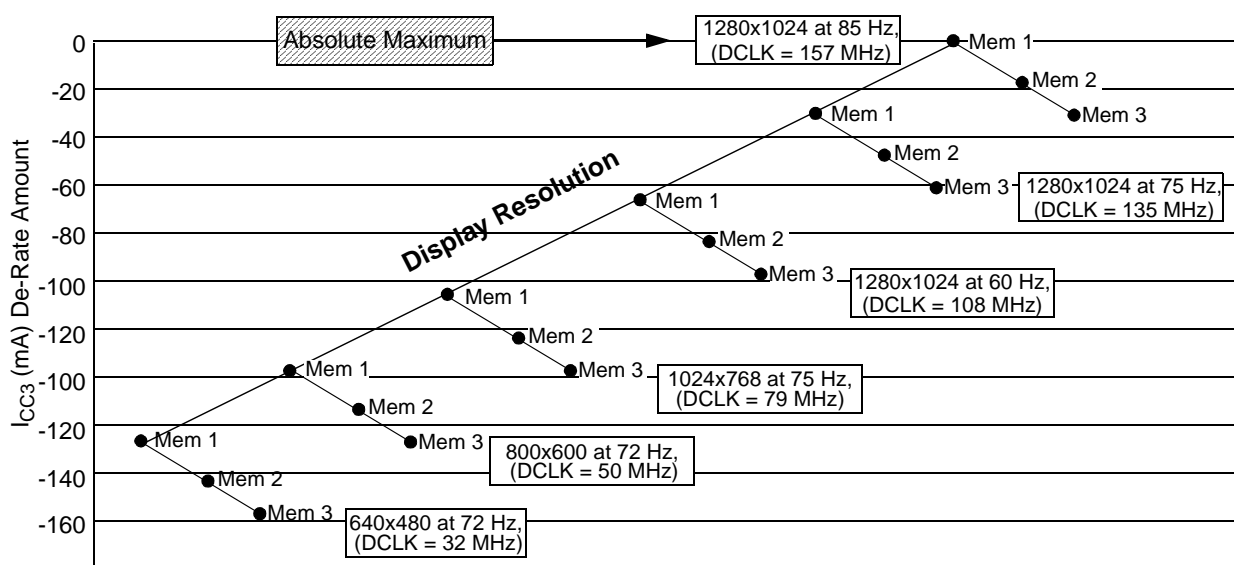 Absolute Maximum
1280x1024 at 85 Hz,
(DCLK = 157 MHz)
0
-20
-40
-60
-80
-100
-120
-100
-120
-140
-160
ICC3 (mA) De-Rate Amount
Display Resolution
Mem 1
Mem 2
Mem 3
Mem 1
Mem 2
Mem 3
1280x1024 at 75 Hz,
(DCLK = 135 MHz)
Mem 1
Mem 2
Mem 3
1280x1024 at 60 Hz,
(DCLK = 108 MHz)
Mem 1
Mem 2
Mem 3
1024x768 at 75 Hz,
(DCLK = 79 MHz)
Mem 1
Mem 2
Mem 3
800x600 at 72 Hz,
(DCLK = 50 MHz)
Mem 1
Mem 2
Mem 3
640x480 at 72 Hz,
(DCLK = 32 MHz)